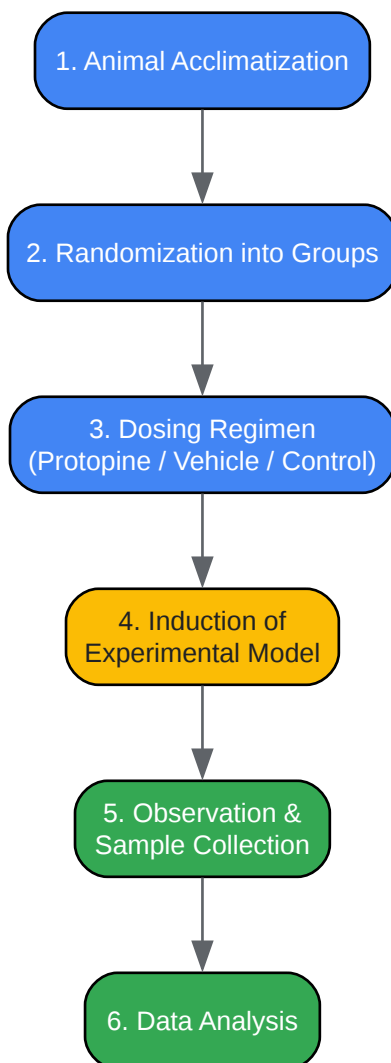 1. Animal Acclimatization
2. Randomization into Groups
3. Dosing Regimen
(Protopine / Vehicle / Control)
4. Induction of
Experimental Model
5. Observation &
Sample Collection
6. Data Analysis